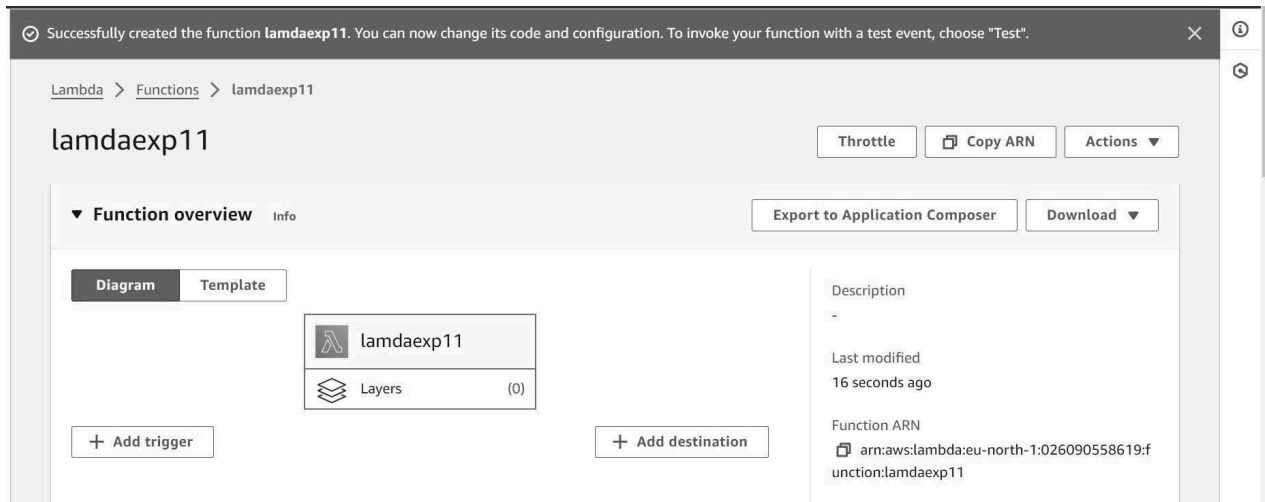 Successfully created the function lamdaexp11. You can now change its code and configuration. To invoke your function with a test event, choose "Test".
Lambda > Functions > lamdaexp11
lamdaexp11
Throttle
Copy ARN
Actions
Function overview Info
Export to Application Composer
Download
Diagram
Template
lamdaexp11
Layers (0)
+ Add trigger
+ Add destination
Description
-
Last modified
16 seconds ago
Function ARN
arn:aws:lambda:eu-north-1:026090558619:f
unction:lamdaexp11